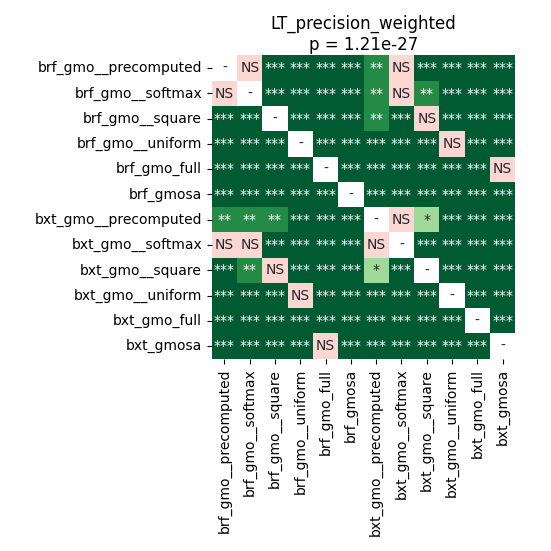 LT_precision_weighted
p = 1.21e-27
brf_gmo__precomputed - NS *** *** *** *** ** NS *** *** *** ***
brf_gmo__softmax NS - *** *** *** *** ** NS ** *** *** ***
brf_gmo__square *** *** - *** *** *** ** *** NS *** *** ***
brf_gmo__uniform *** *** *** - *** *** *** *** *** NS *** ***
brf_gmo_full *** *** *** *** - *** *** *** *** *** *** NS
brf_gmosa *** *** *** *** *** - *** *** *** *** *** ***
bxt_gmo__precomputed ** ** ** *** *** *** - NS * *** *** ***
bxt_gmo__softmax NS NS *** *** *** *** NS - *** *** *** ***
bxt_gmo__square *** ** NS *** *** *** * *** - *** *** ***
bxt_gmo__uniform *** *** *** NS *** *** *** *** *** - *** ***
bxt_gmo_full *** *** *** *** *** *** *** *** *** *** - ***
bxt_gmosa *** *** *** *** NS *** *** *** *** *** *** -
brf_gmo__precomputed
brf_gmo__softmax
brf_gmo__square
brf_gmo__uniform
brf_gmo_full
brf_gmosa
bxt_gmo__precomputed
bxt_gmo__softmax
bxt_gmo__square
bxt_gmo__uniform
bxt_gmo_full
bxt_gmosa